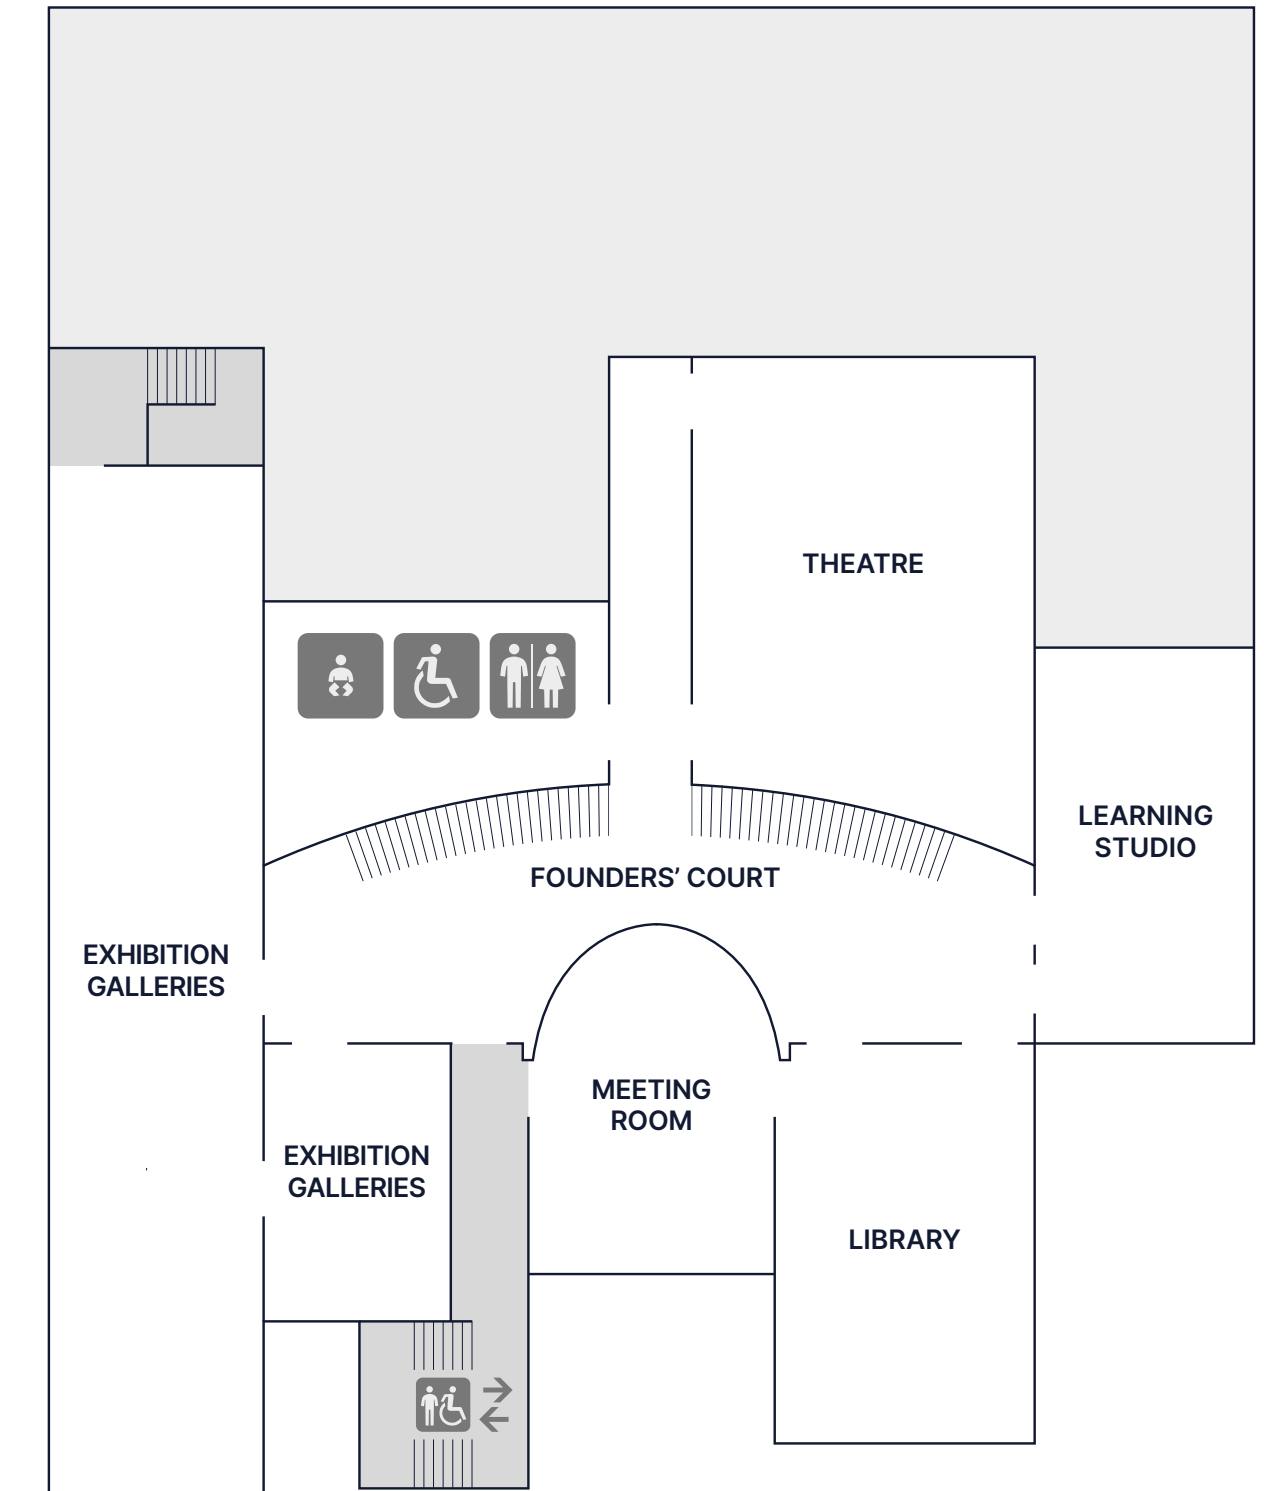 THEATRE
LEARNING
STUDIO
FOUNDERS’ COURT
EXHIBITION
GALLERIES
MEETING
ROOM
EXHIBITION
GALLERIES
LIBRARY